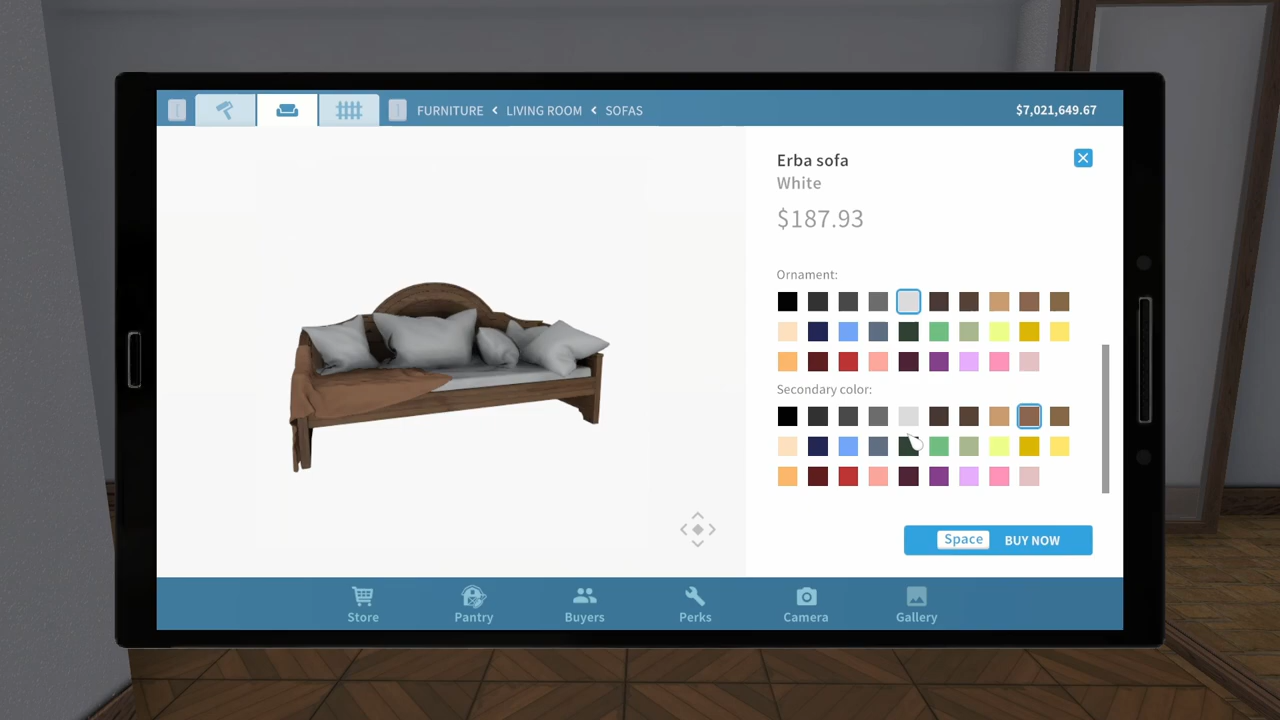 FURNITURE < LIVING ROOM < SOFAS
$7,021,649.67
Erba sofa
White
$187.93
Ornament:
Secondary color:
Space BUY NOW
Store Pantry Buyers Perks Camera Gallery